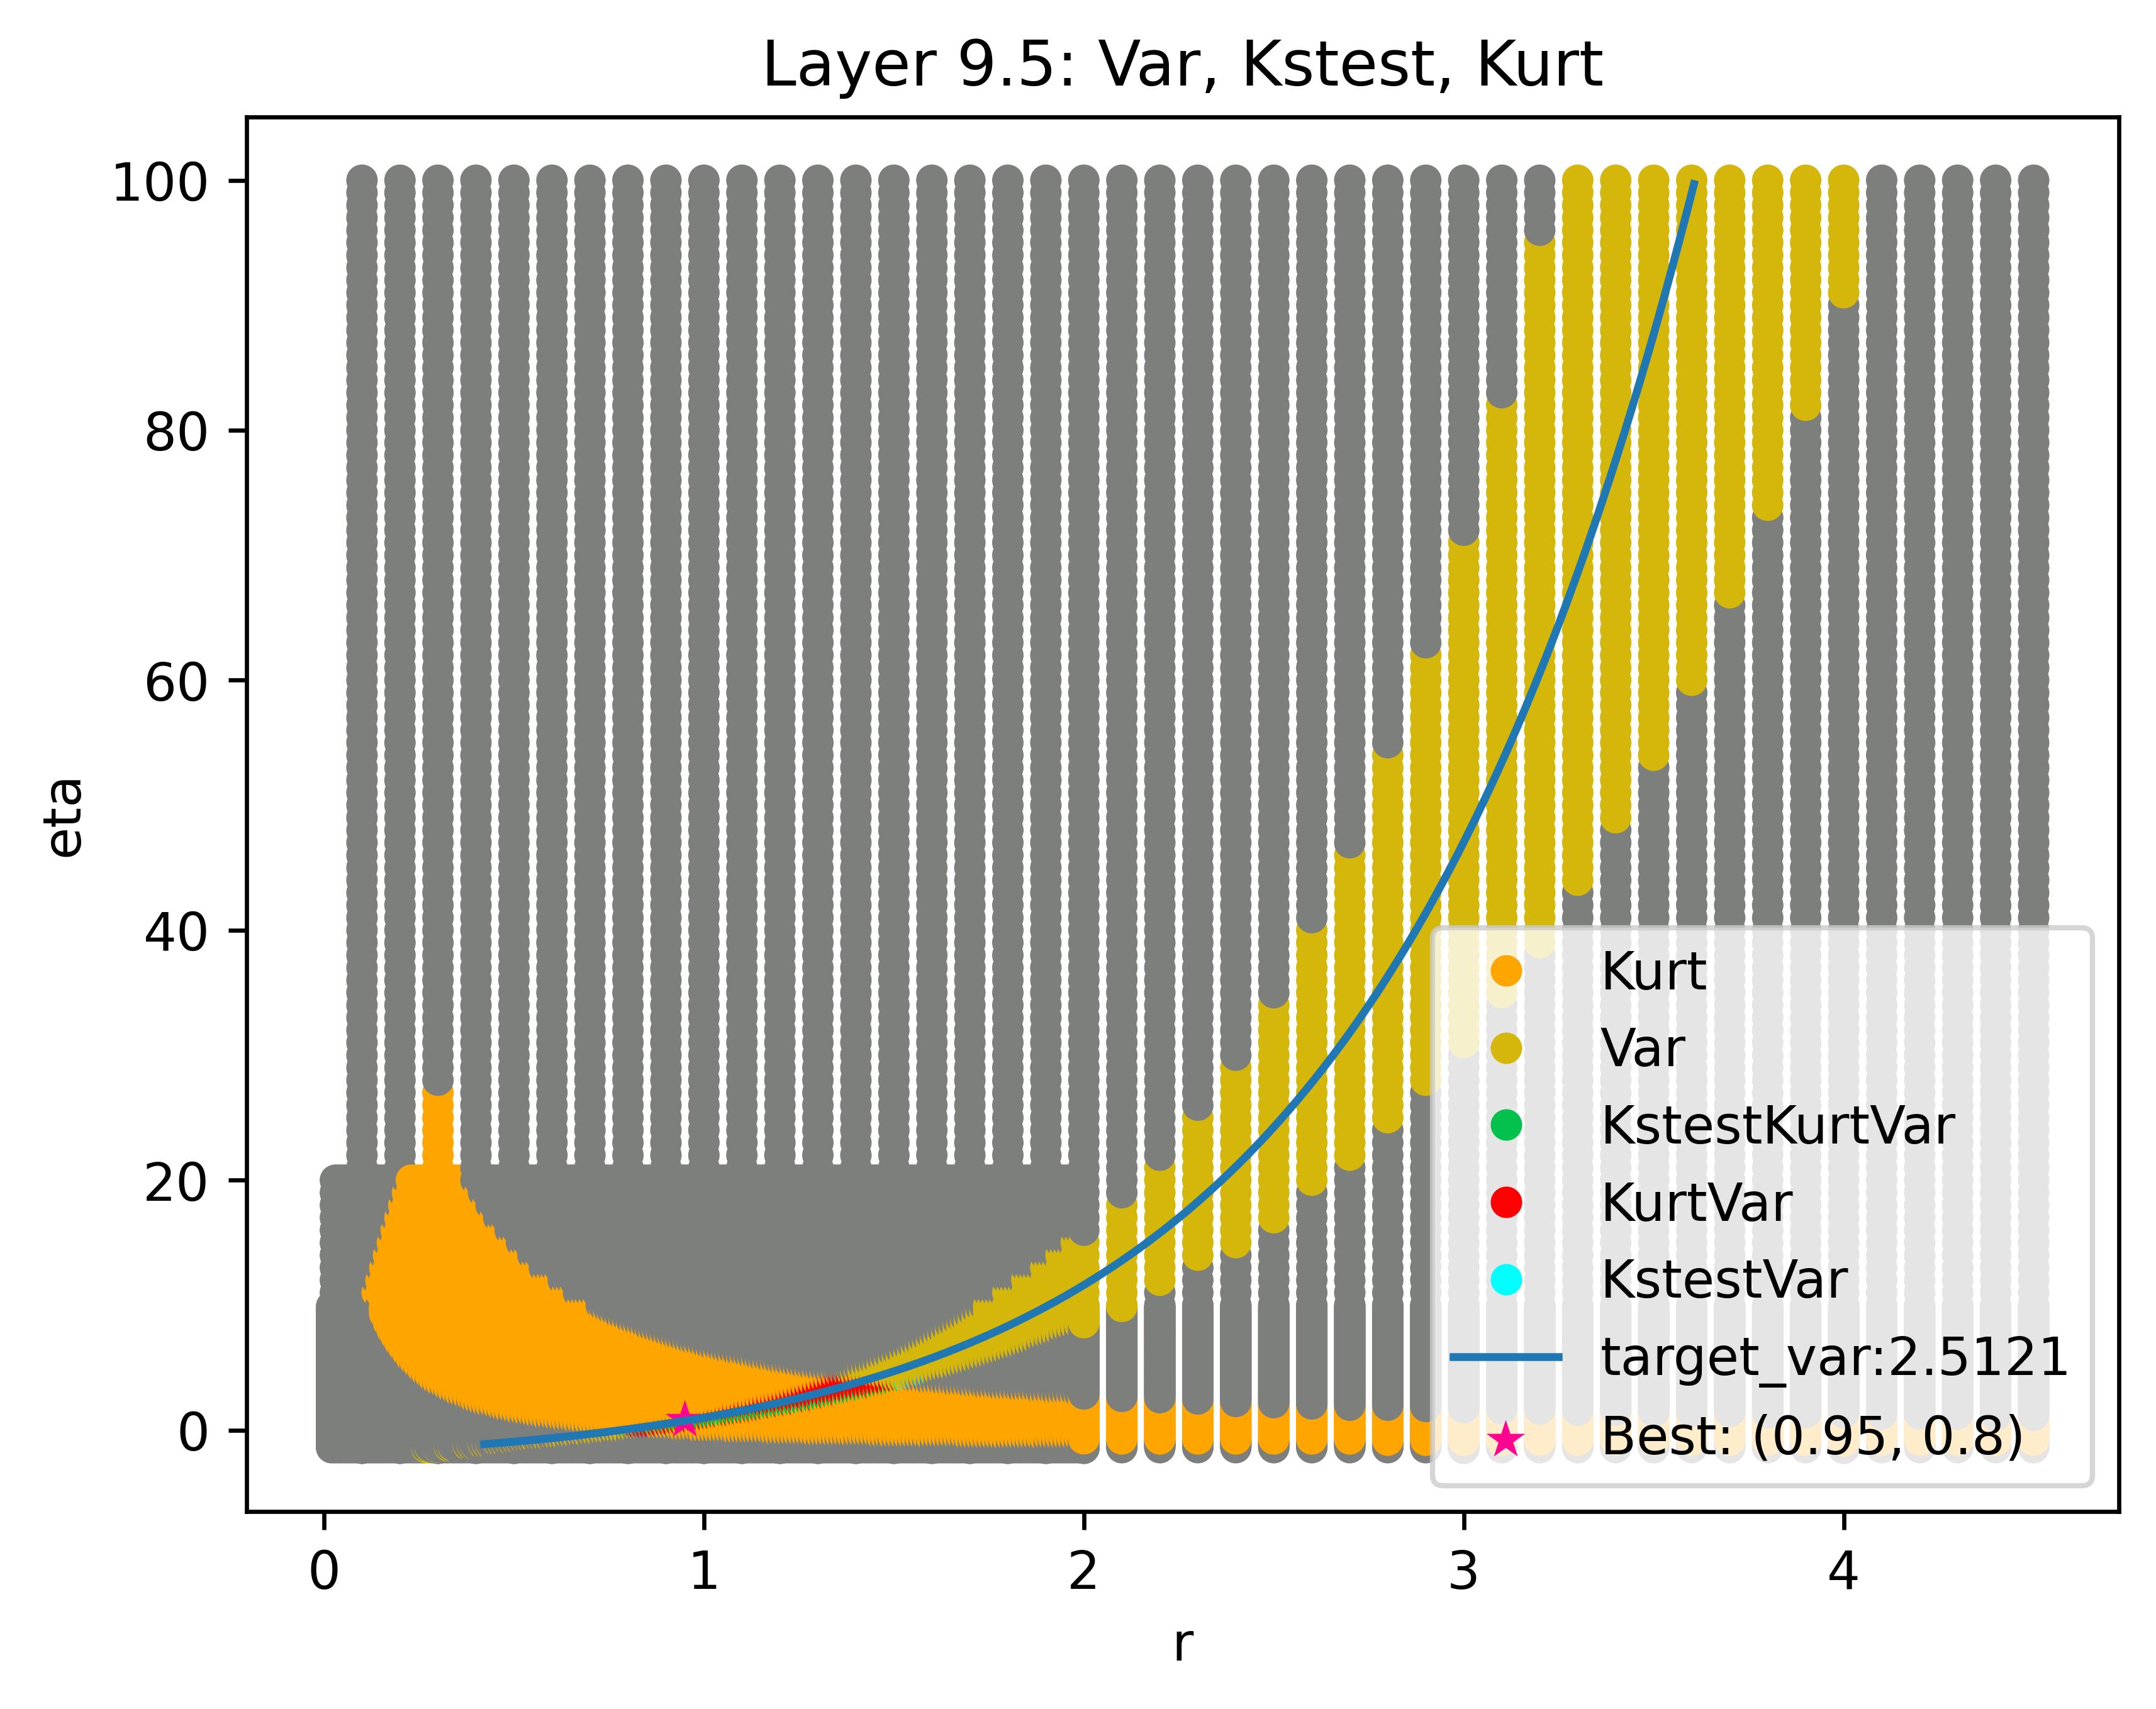 Layer 9.5: Var, Kstest, Kurt
100
80
60
40
20
0
eta
Kurt
Var
KstestKurtVar
KurtVar
KstestVar
target_var:2.5121
Best: (0.95, 0.8)
0 1 2 3 4
r